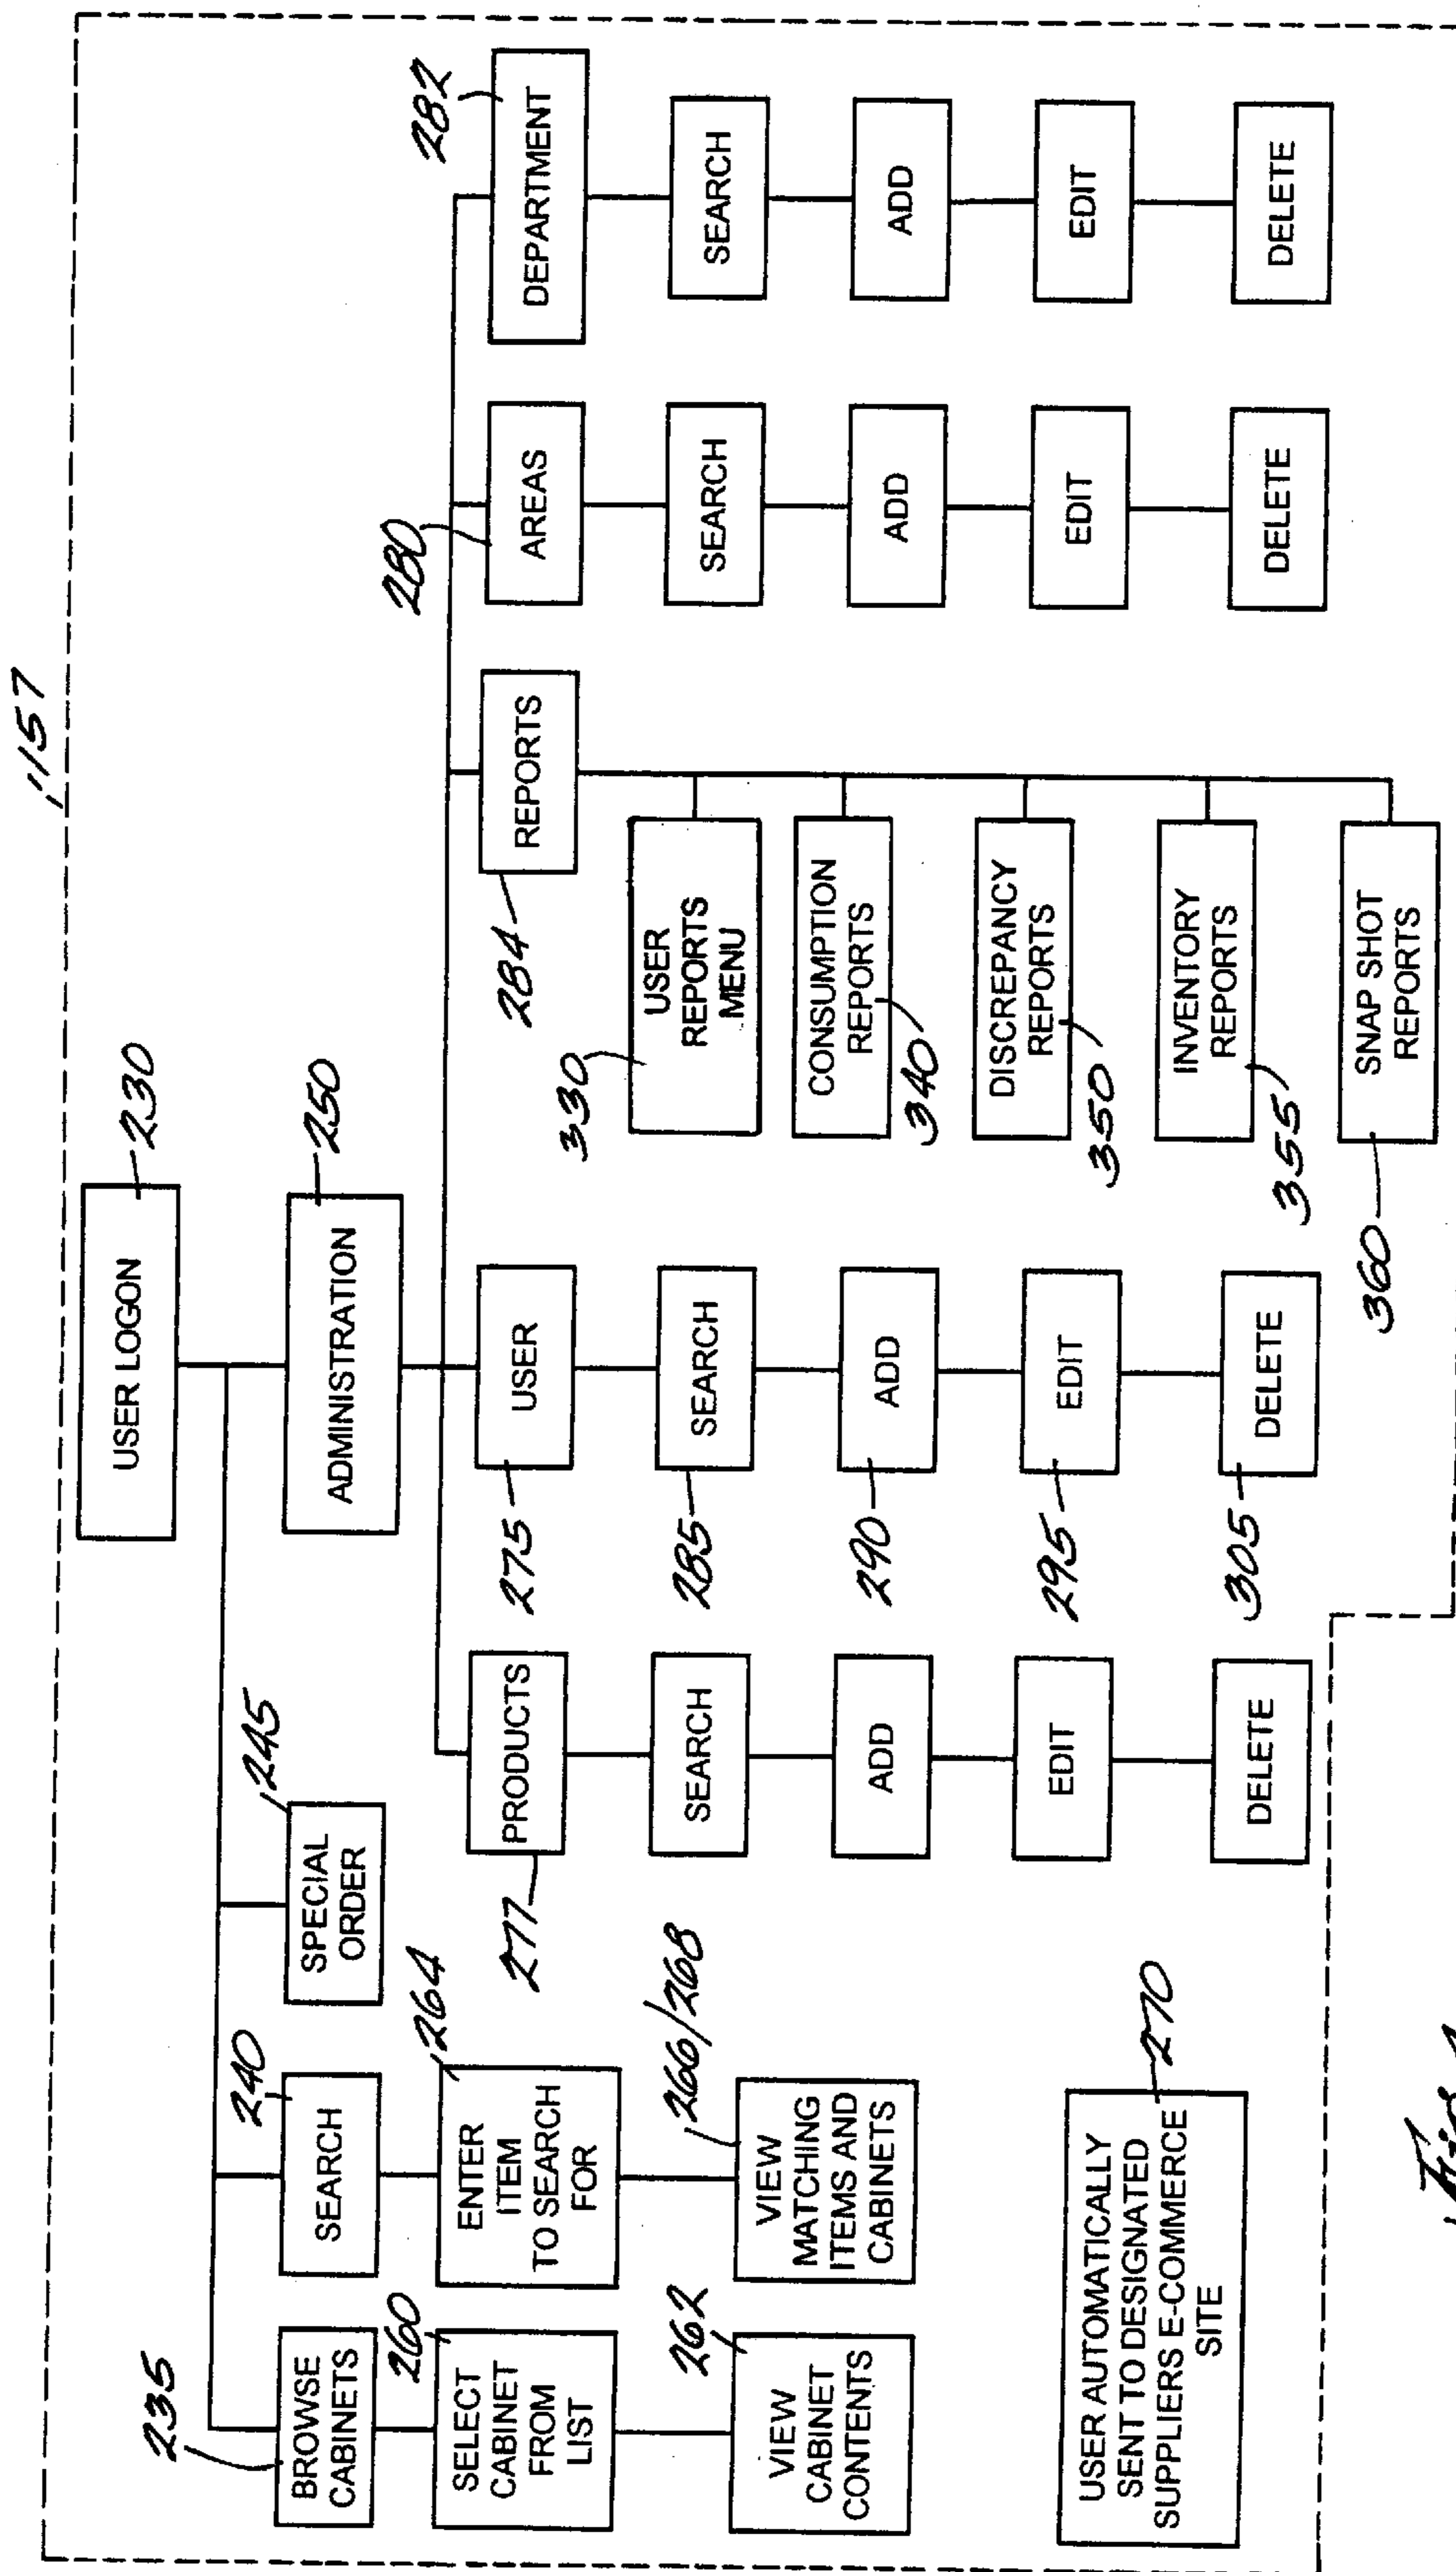 157
USER LOGON
230
ADMINISTRATION
250
235
BROWSE
CABINETS
240
SEARCH
245
SPECIAL
ORDER
260
SELECT
CABINET
FROM
LIST
264
ENTER
ITEM
TO SEARCH
FOR
262
VIEW
CABINET
CONTENTS
266/268
VIEW
MATCHING
ITEMS AND
CABINETS
USER AUTOMATICALLY
SENT TO DESIGNATED
SUPPLIERS E-COMMERCE
SITE
270
277
PRODUCTS
SEARCH
ADD
EDIT
DELETE
275
USER
285
SEARCH
290
ADD
295
EDIT
305
DELETE
284
REPORTS
330
USER
REPORTS
MENU
CONSUMPTION
REPORTS
340
DISCREPANCY
REPORTS
350
INVENTORY
REPORTS
355
SNAP SHOT
REPORTS
360
280
AREAS
SEARCH
ADD
EDIT
DELETE
282
DEPARTMENT
SEARCH
ADD
EDIT
DELETE